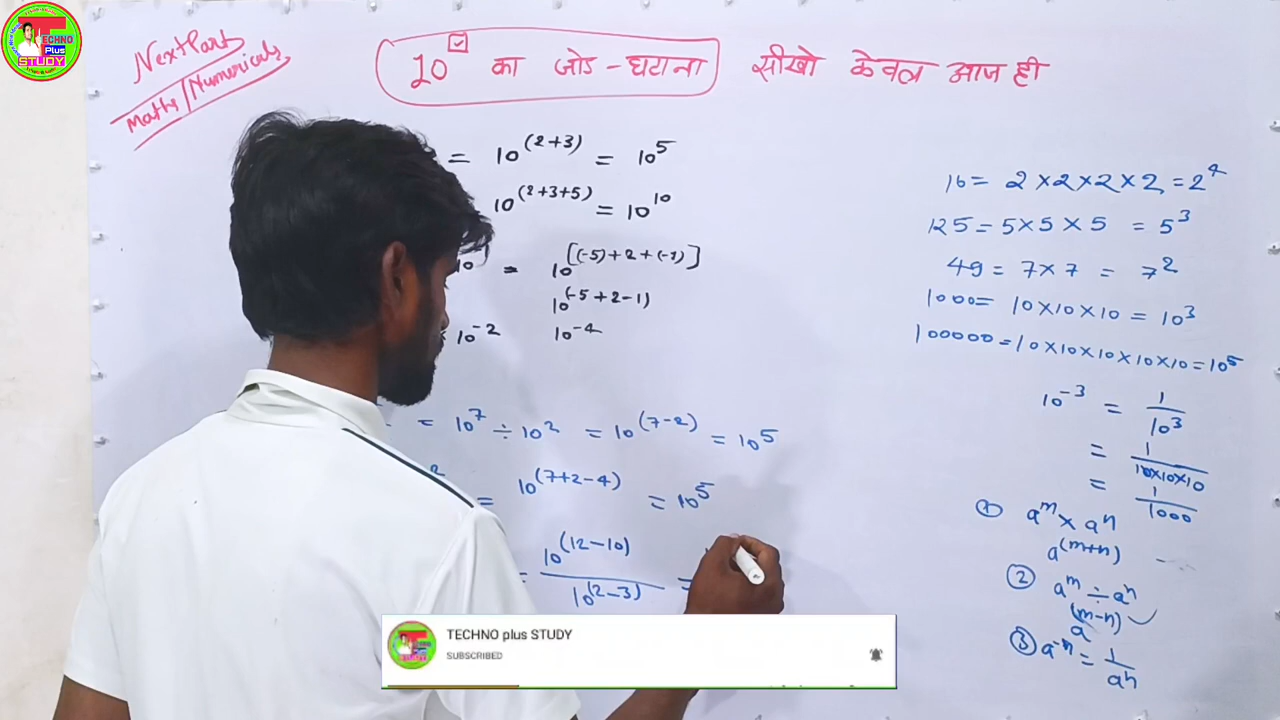 TECHNO
Plus
STUDY
Next Part
Maths/Numericals
10 का जोड-घटाना सीखो केवल आज ही
= 10^(2+3) = 10^5
10^(2+3+5) = 10^10
= 10^[(-5)+2+(-1)]
10^(-5+2-1)
10^-2 10^-4
= 10^7 ÷ 10^2 = 10^(7-2) = 10^5
= 10^(7+2-4) = 10^5
= 10^(12-10) / 10^(2-3) =
16 = 2×2×2×2 = 2^4
125 = 5×5×5 = 5^3
49 = 7×7 = 7^2
1000 = 10×10×10 = 10^3
100000 = 10×10×10×10×10 = 10^5
10^-3 = 1/10^3
= 1/10×10×10
= 1/1000
① a^m × a^n
a^(m+n)
② a^m ÷ a^n
a^(m-n)
③ a^-n = 1/a^n
TECHNO plus STUDY
SUBSCRIBED